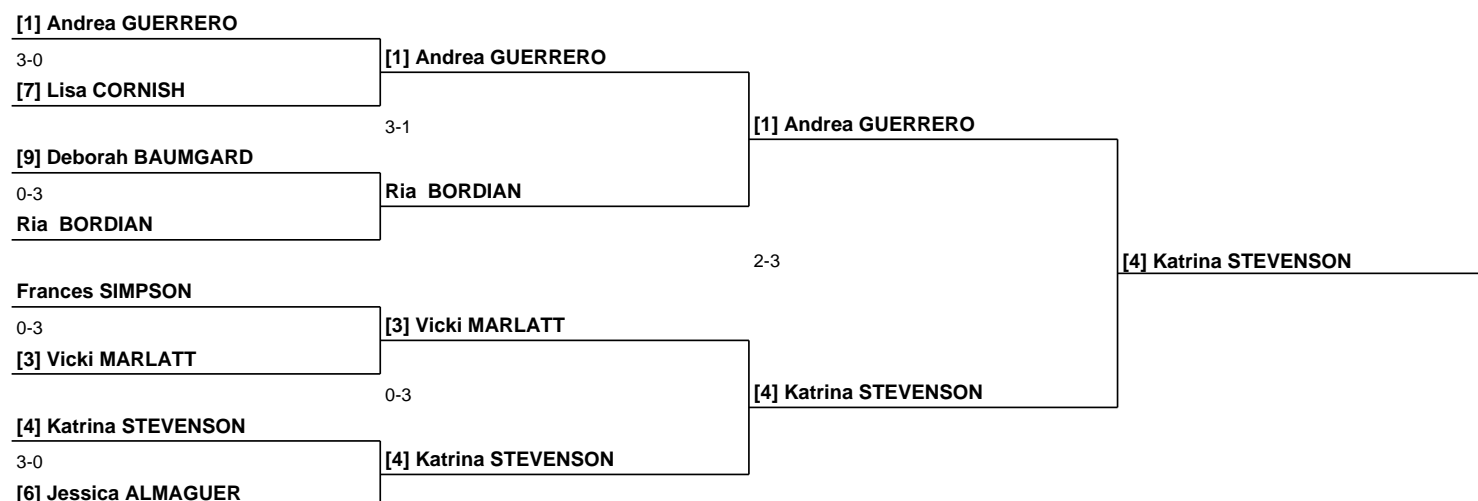 [1] Andrea GUERRERO
3-0
[7] Lisa CORNISH
[1] Andrea GUERRERO
3-1
[9] Deborah BAUMGARD
0-3
Ria BORDIAN
Ria BORDIAN
[1] Andrea GUERRERO
2-3
[4] Katrina STEVENSON
Frances SIMPSON
0-3
[3] Vicki MARLATT
[3] Vicki MARLATT
0-3
[4] Katrina STEVENSON
[4] Katrina STEVENSON
3-0
[6] Jessica ALMAGUER
[4] Katrina STEVENSON